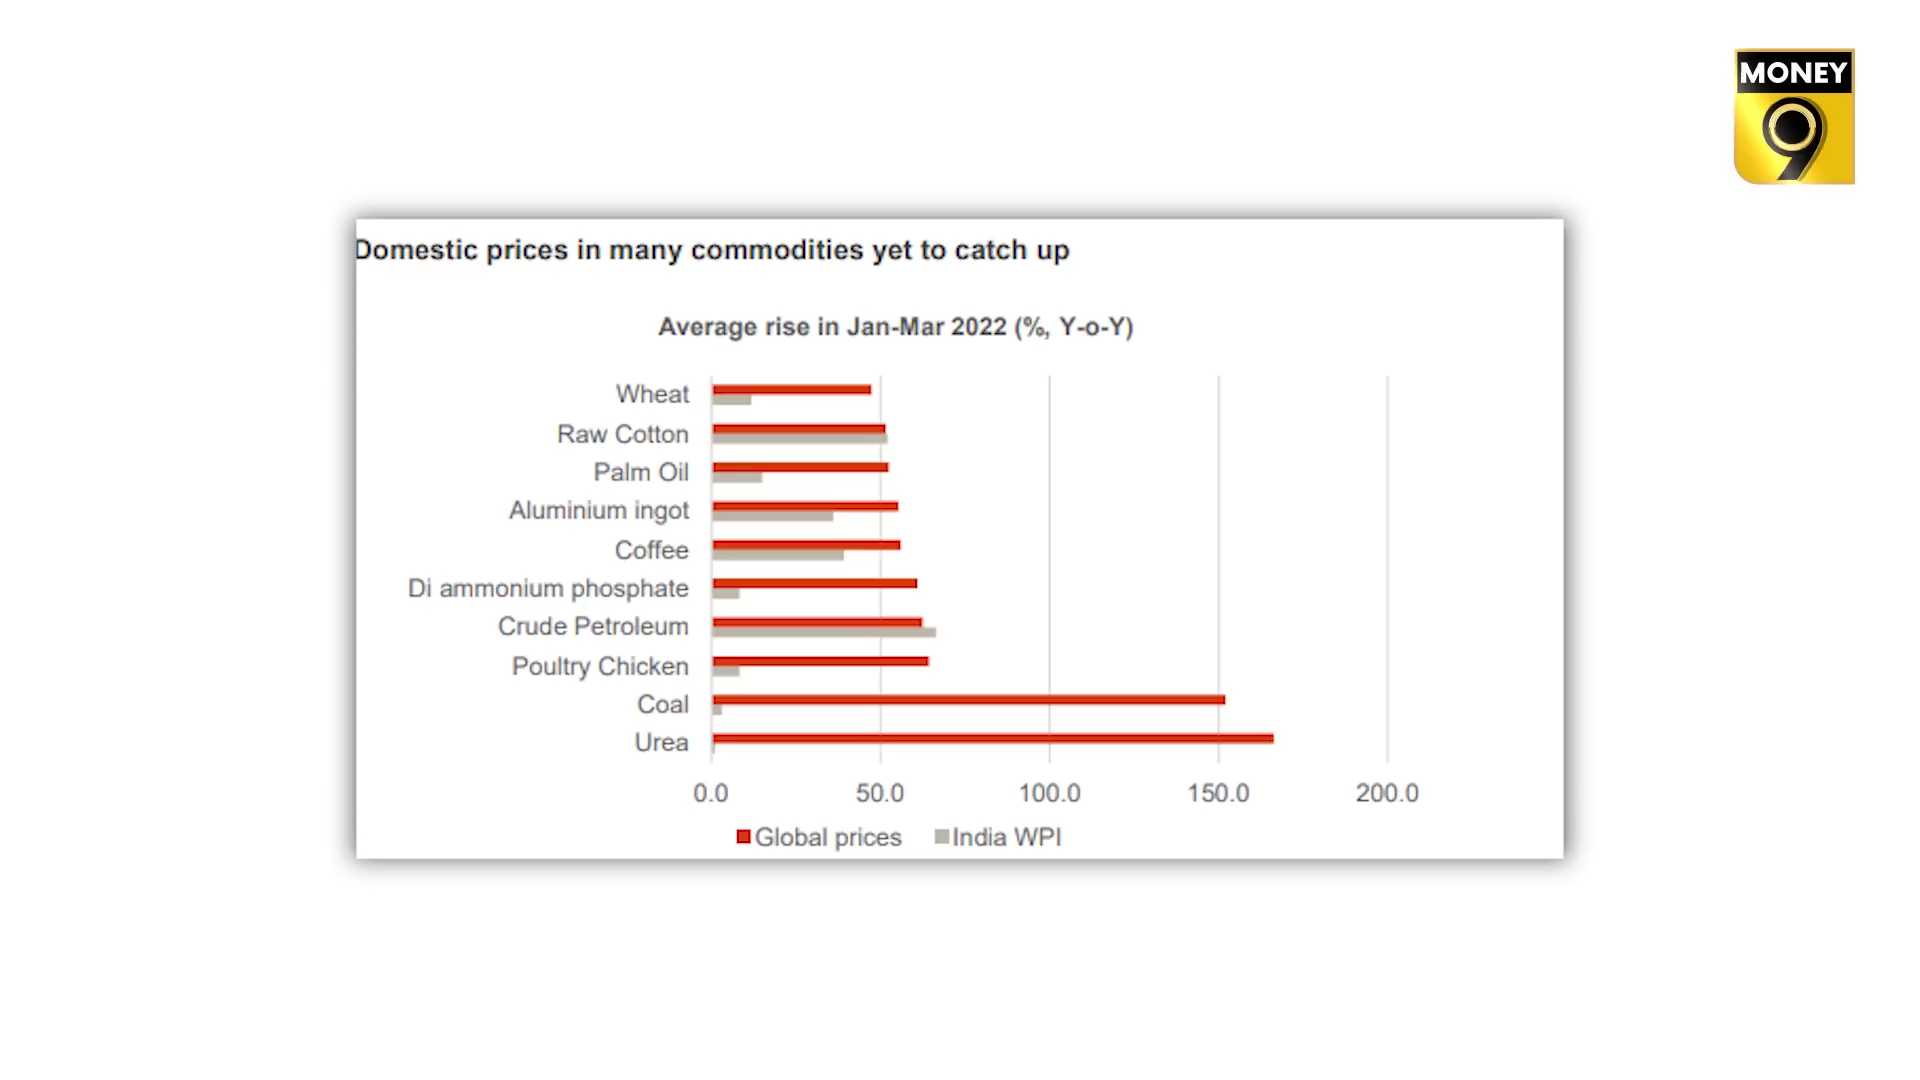 MONEY
9
Domestic prices in many commodities yet to catch up
Average rise in Jan-Mar 2022 (%, Y-o-Y)
Wheat
Raw Cotton
Palm Oil
Aluminium ingot
Coffee
Di ammonium phosphate
Crude Petroleum
Poultry Chicken
Coal
Urea
0.0 50.0 100.0 150.0 200.0
Global prices India WPI